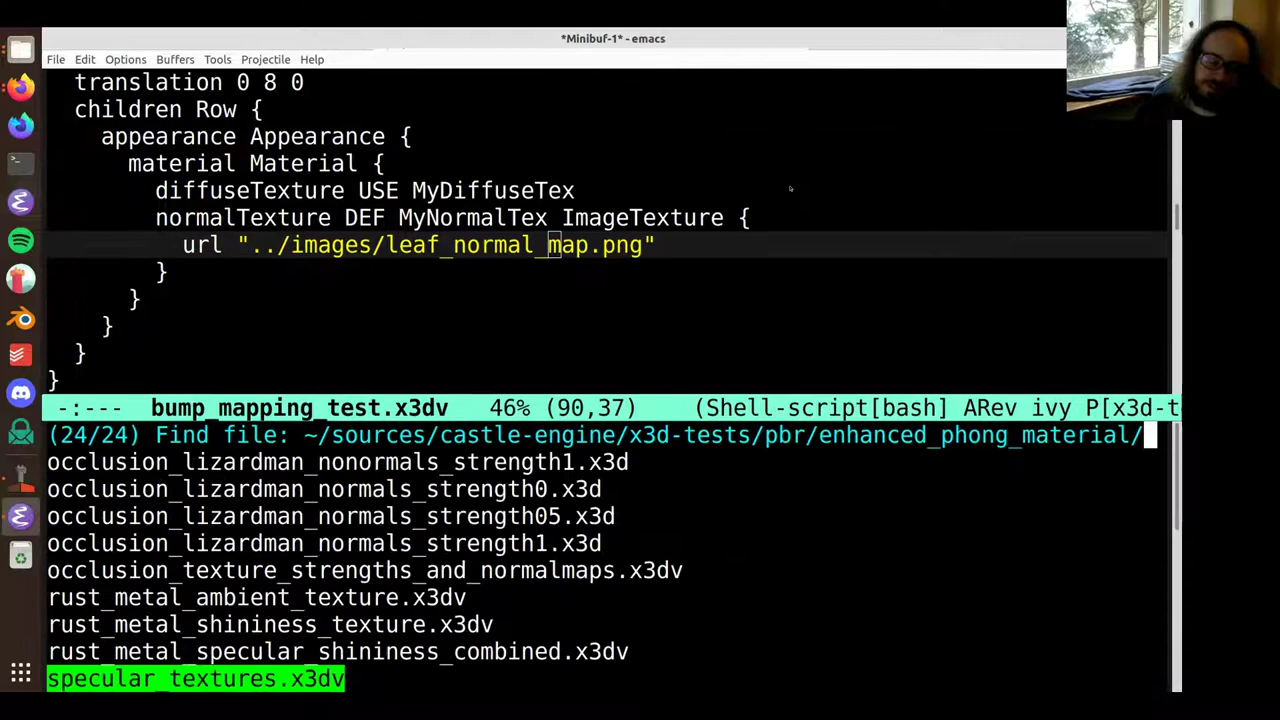 *Minibuf-1* - emacs
File Edit Options Buffers Tools Projectile Help
translation 0 8 0
children Row {
appearance Appearance {
material Material {
diffuseTexture USE MyDiffuseTex
normalTexture DEF MyNormalTex ImageTexture {
url "../images/leaf_normal_map.png"
}
}
}
}
}
-:--- bump_mapping_test.x3dv 46% (90,37) (Shell-script[bash] ARev ivy P[x3d-t
(24/24) Find file: ~/sources/castle-engine/x3d-tests/pbr/enhanced_phong_material/
occlusion_lizardman_nonormals_strength1.x3d
occlusion_lizardman_normals_strength0.x3d
occlusion_lizardman_normals_strength05.x3d
occlusion_lizardman_normals_strength1.x3d
occlusion_texture_strengths_and_normalmaps.x3dv
rust_metal_ambient_texture.x3dv
rust_metal_shininess_texture.x3dv
rust_metal_specular_shininess_combined.x3dv
specular_textures.x3dv